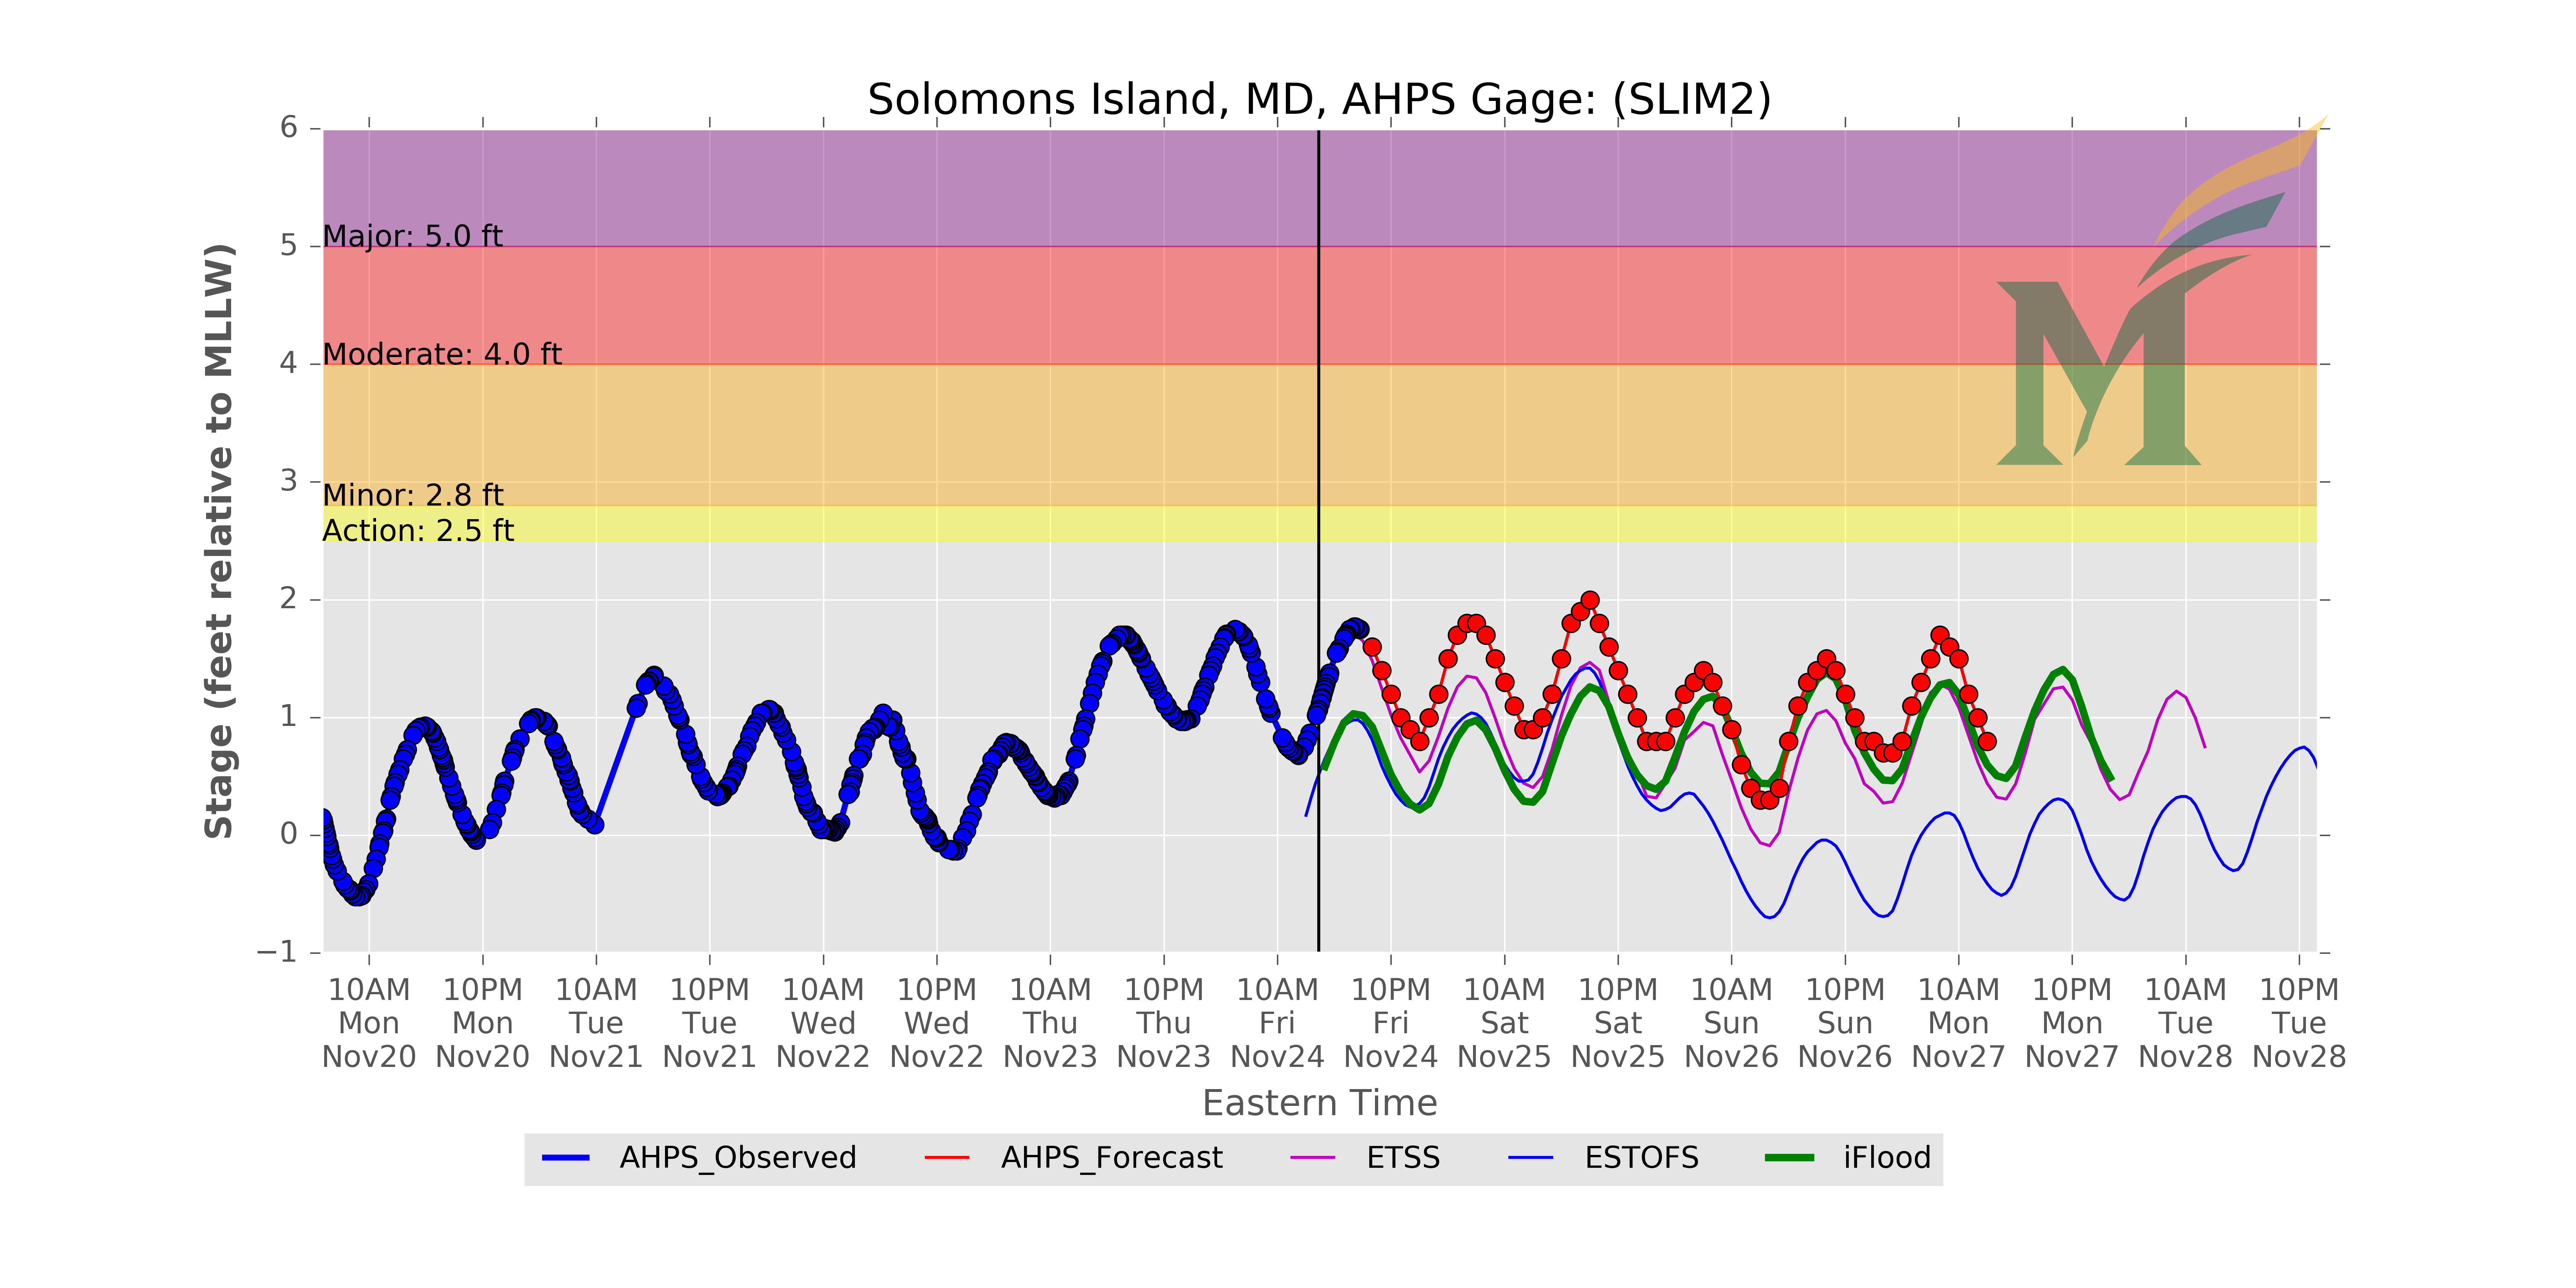 Solomons Island, MD, AHPS Gage: (SLIM2)
Stage (feet relative to MLLW)
6
5
4
3
2
1
0
−1
Major: 5.0 ft
Moderate: 4.0 ft
Minor: 2.8 ft
Action: 2.5 ft
M
10AM 10PM 10AM 10PM 10AM 10PM 10AM 10PM 10AM 10PM 10AM 10PM 10AM 10PM 10AM 10PM 10AM 10PM
Mon Mon Tue Tue Wed Wed Thu Thu Fri Fri Sat Sat Sun Sun Mon Mon Tue Tue
Nov20 Nov20 Nov21 Nov21 Nov22 Nov22 Nov23 Nov23 Nov24 Nov24 Nov25 Nov25 Nov26 Nov26 Nov27 Nov27 Nov28 Nov28
Eastern Time
AHPS_Observed AHPS_Forecast ETSS ESTOFS iFlood